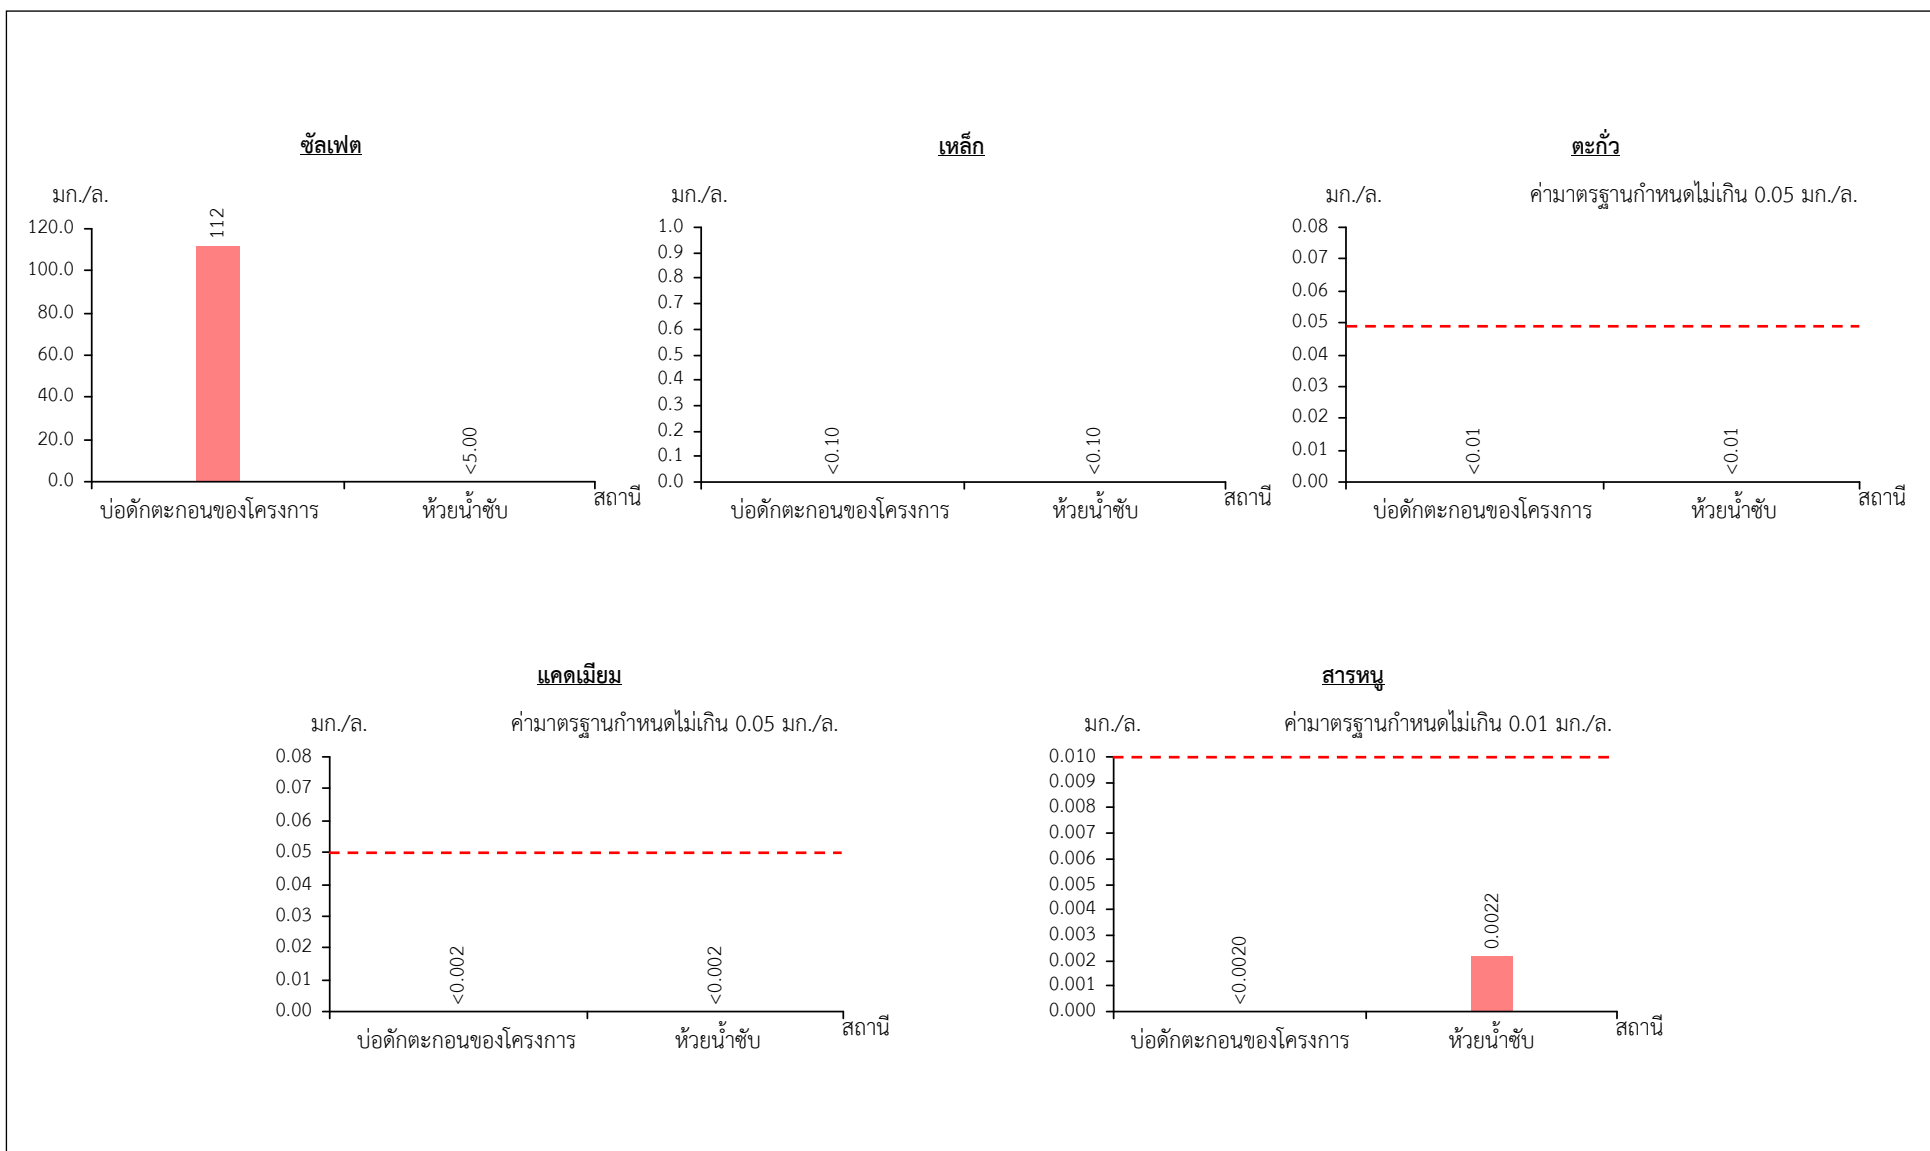 ซัลเฟต
มก./ล.
120.0
100.0
80.0
60.0
40.0
20.0
0.0
112
<5.00
บ่อดักตะกอนของโครงการ
ห้วยน้ำซับ
สถานี
เหล็ก
มก./ล.
1.0
0.9
0.8
0.7
0.6
0.5
0.4
0.3
0.2
0.1
0.0
<0.10
<0.10
บ่อดักตะกอนของโครงการ
ห้วยน้ำซับ
สถานี
ตะกั่ว
มก./ล.
ค่ามาตรฐานกำหนดไม่เกิน 0.05 มก./ล.
0.08
0.07
0.06
0.05
0.04
0.03
0.02
0.01
0.00
<0.01
<0.01
บ่อดักตะกอนของโครงการ
ห้วยน้ำซับ
สถานี
แคดเมียม
มก./ล.
ค่ามาตรฐานกำหนดไม่เกิน 0.05 มก./ล.
0.08
0.07
0.06
0.05
0.04
0.03
0.02
0.01
0.00
<0.002
<0.002
บ่อดักตะกอนของโครงการ
ห้วยน้ำซับ
สถานี
สารหนู
มก./ล.
ค่ามาตรฐานกำหนดไม่เกิน 0.01 มก./ล.
0.010
0.009
0.008
0.007
0.006
0.005
0.004
0.003
0.002
0.001
0.000
<0.0020
0.0022
บ่อดักตะกอนของโครงการ
ห้วยน้ำซับ
สถานี